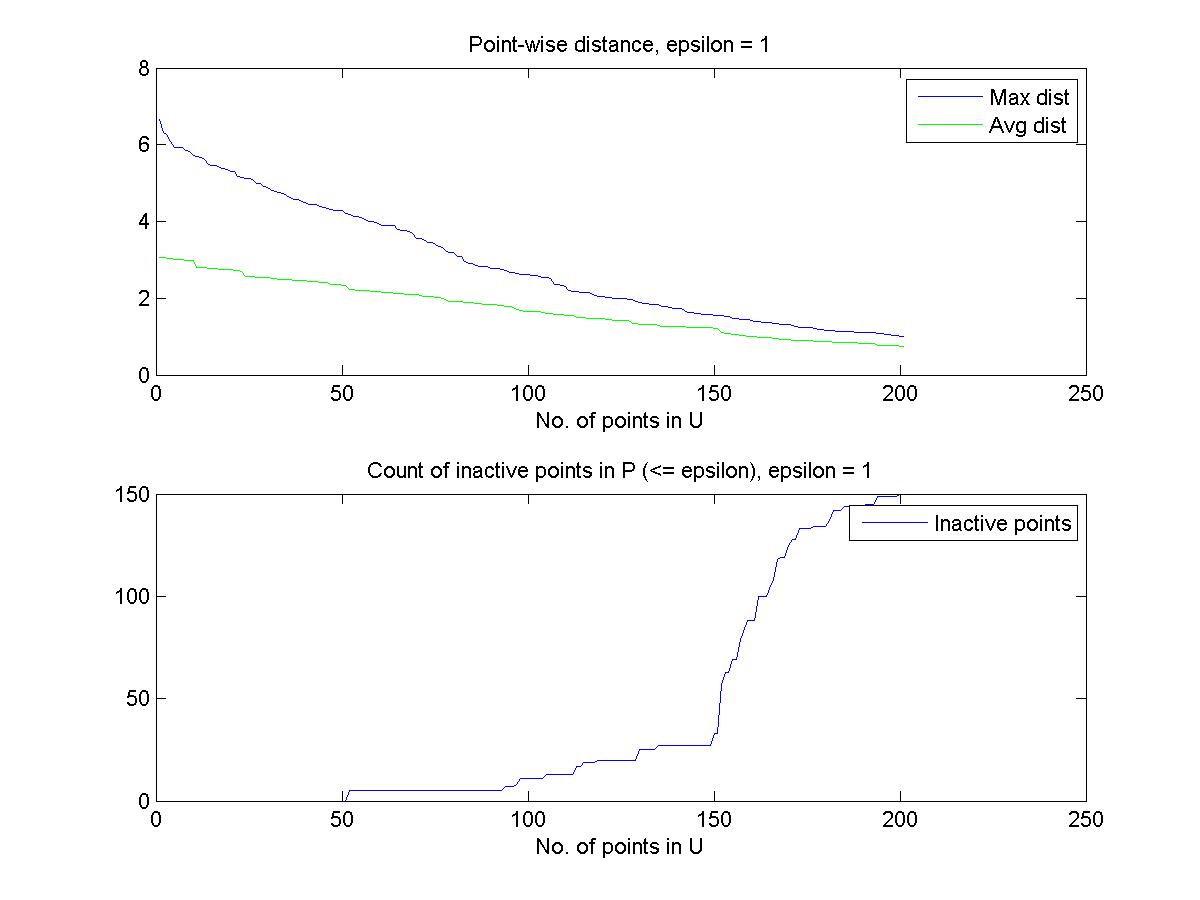 Point-wise distance, epsilon = 1
8
6
4
2
0
Max dist
Avg dist
0 50 100 150 200 250
No. of points in U
Count of inactive points in P (<= epsilon), epsilon = 1
150
100
50
0
Inactive points
0 50 100 150 200 250
No. of points in U